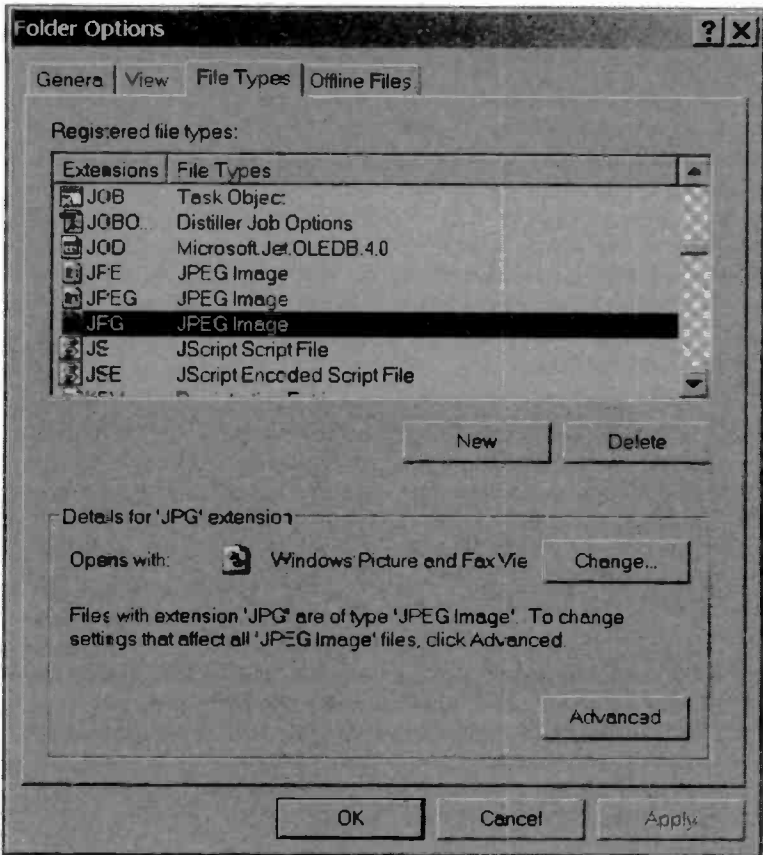 Folder Options
? X
Genera View File Types Offline Files
Registered file types:
Extensions File Types
JOB Task Objec
JOBO... Distiller Job Options
JOD Microsoft.Jet.OLEDB.4.0
JPE JPEG Image
JPEG JPEG Image
JPG JPEG Image
JS JScript Script File
JSE JScript Encoded Script File
New Delete
Details for 'JPG' extension
Opens with: Windows Picture and Fax Vie Change...
Files with extension 'JPG' are of type 'JPEG Image'. To change
settings that affect all 'JPEG Image' files, click Advanced.
Advanced
OK Cancel Apply